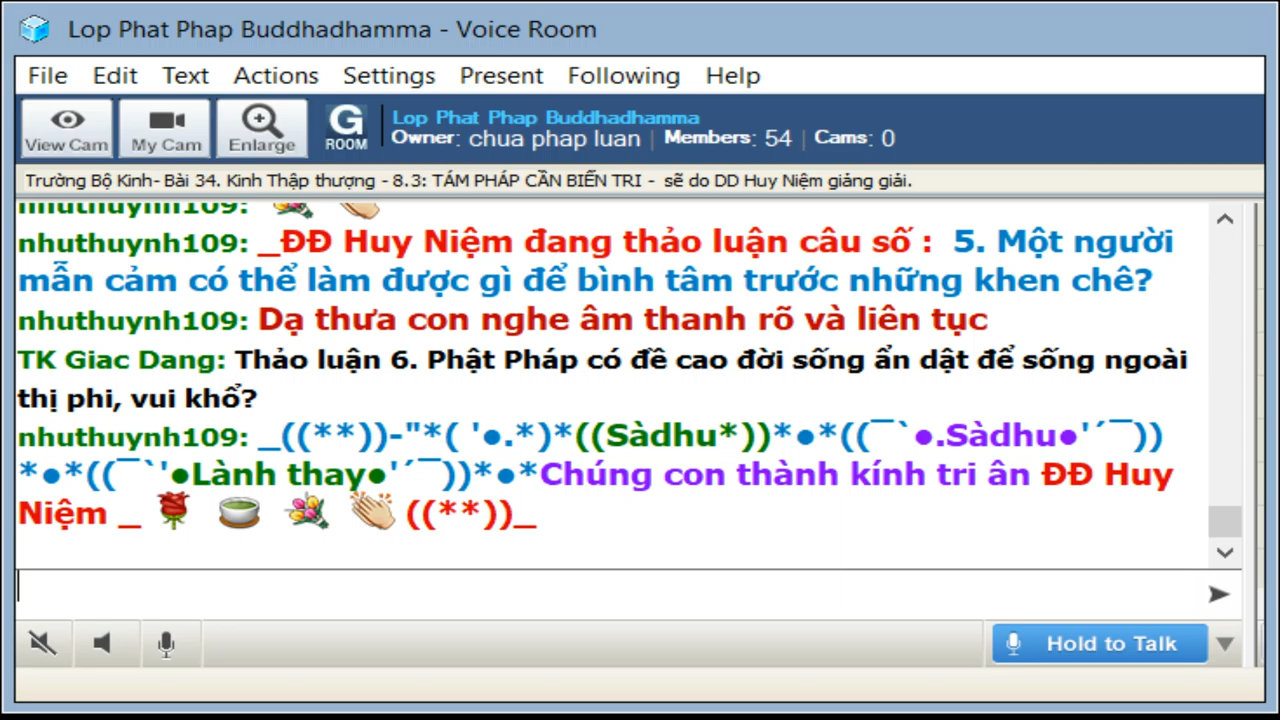 Lop Phat Phap Buddhadhamma - Voice Room
File Edit Text Actions Settings Present Following Help
View Cam My Cam Enlarge G ROOM
Lop Phat Phap Buddhadhamma
Owner: chua phap luan | Members: 54 | Cams: 0
Trường Bộ Kinh- Bài 34. Kinh Thập thượng - 8.3: TÁM PHÁP CẦN BIẾN TRI - sẽ do DD Huy Niệm giảng giải.
nhuthuynh109:
nhuthuynh109: _ĐĐ Huy Niệm đang thảo luận câu số : 5. Một người
mẫn cảm có thể làm được gì để bình tâm trước những khen chê?
nhuthuynh109: Dạ thưa con nghe âm thanh rõ và liên tục
TK Giac Dang: Thảo luận 6. Phật Pháp có đề cao đời sống ẩn dật để sống ngoài
thị phi, vui khổ?
nhuthuynh109: _((**))-"*( '●.*)*((Sàdhu*))*●*((¯`●.Sàdhu●'´¯))
*●*((¯`'●Lành thay●'´¯))*●*Chúng con thành kính tri ân ĐĐ Huy
Niệm _ 🌹 🍵 💐 👏 ((**))_
Hold to Talk